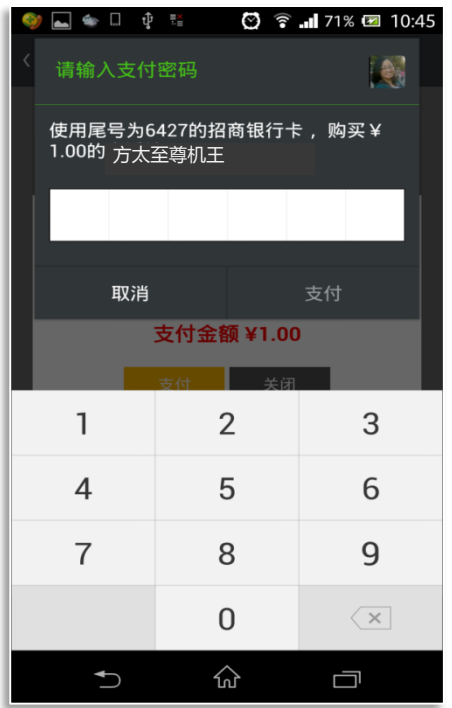 71% 10:45
请输入支付密码
使用尾号为6427的招商银行卡，购买￥
1.00的 方太至尊机王
取消 支付
支付金额 ¥1.00
支付 关闭
1 2 3
4 5 6
7 8 9
0